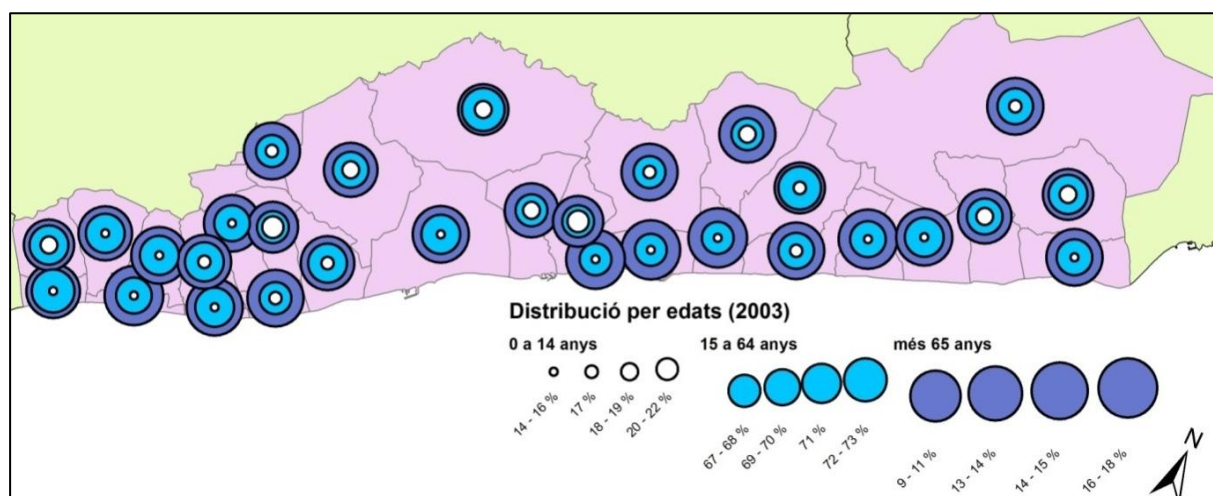 Distribució per edats (2003)
0 a 14 anys
14 - 16 %
17 %
18 - 19 %
20 - 22 %
15 a 64 anys
67 - 68 %
69 - 70 %
71 %
72 - 73 %
més 65 anys
9 - 11 %
13 - 14 %
14 - 15 %
16 - 18 %
N